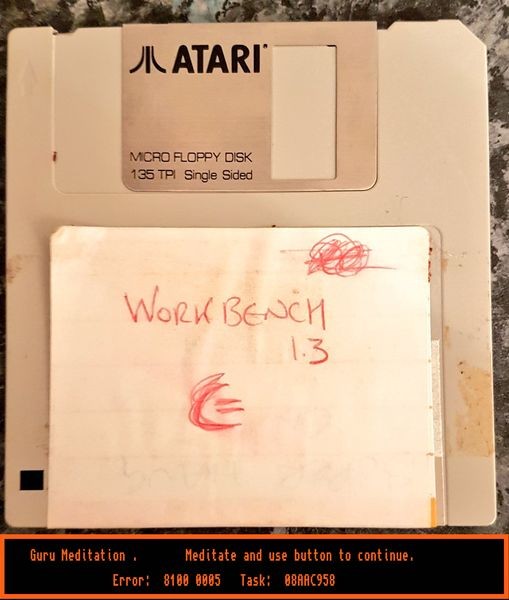 ATARI
MICRO FLOPPY DISK
135 TPI Single Sided
WORKBENCH
1.3
Guru Meditation . Meditate and use button to continue.
Error: 8100 0005 Task: 08AAC958